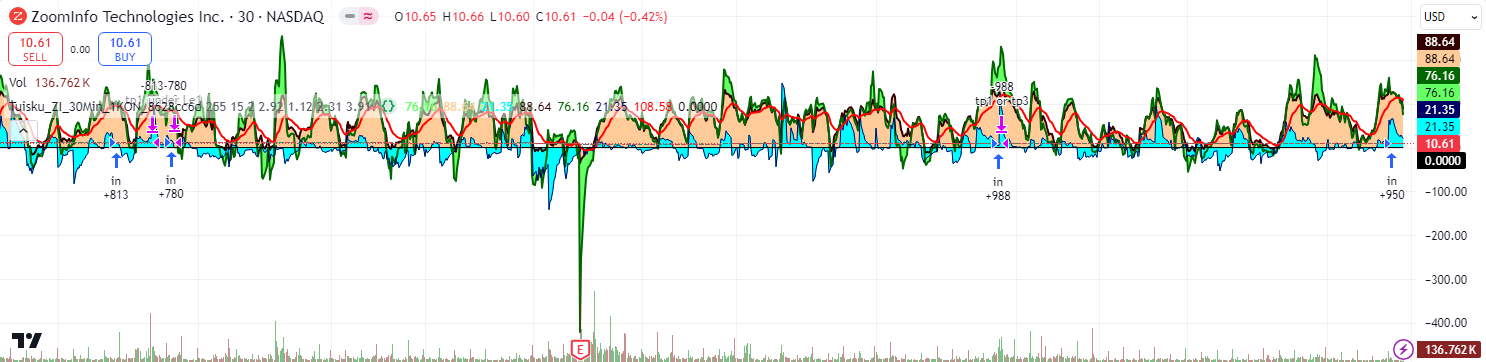 ZoomInfo Technologies Inc. · 30 · NASDAQ
O10.65 H10.66 L10.60 C10.61 −0.04 (−0.42%)
USD
10.61
SELL
0.00
10.61
BUY
Vol 136.762 K
-813-780
88.64 76.16 21.35 108.58 0.0000
+988
tp1 or tp3
in
+813
in
+780
in
+988
in
+950
E
88.64
88.64
76.16
76.16
21.35
21.35
10.61
0.0000
−100.00
−200.00
−300.00
−400.00
136.762 K